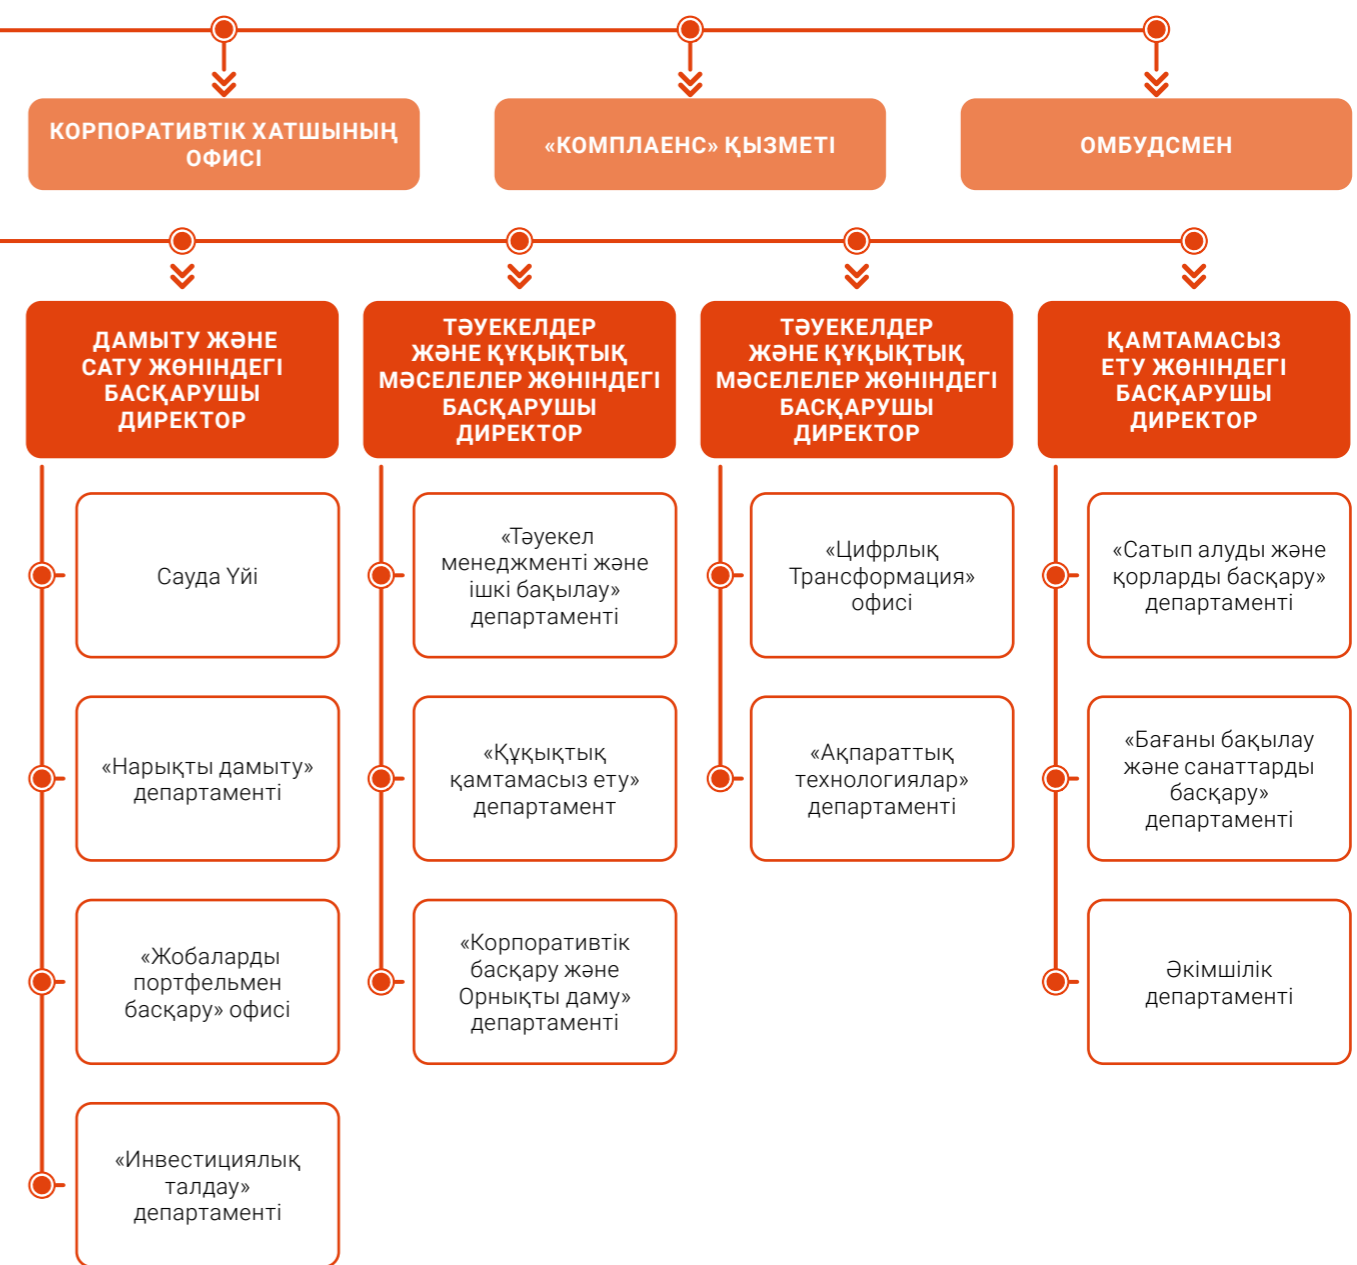 КОРПОРАТИВТІК ХАТШЫНЫҢ
ОФИСІ
«КОМПЛАЕНС» ҚЫЗМЕТІ
ОМБУДСМЕН
ДАМЫТУ ЖӘНЕ
САТУ ЖӨНІНДЕГІ
БАСҚАРУШЫ
ДИРЕКТОР
Сауда Үйі
«Нарықты дамыту»
департаменті
«Жобаларды
портфельмен
басқару» офисі
«Инвестициялық
талдау»
департаменті
ТӘУЕКЕЛДЕР
ЖӘНЕ ҚҰҚЫҚТЫҚ
МӘСЕЛЕЛЕР ЖӨНІНДЕГІ
БАСҚАРУШЫ
ДИРЕКТОР
«Тәуекел
менеджменті және
ішкі бақылау»
департаменті
«Құқықтық
қамтамасыз ету»
департамент
«Корпоративтік
басқару және
Орнықты даму»
департаменті
ТӘУЕКЕЛДЕР
ЖӘНЕ ҚҰҚЫҚТЫҚ
МӘСЕЛЕЛЕР ЖӨНІНДЕГІ
БАСҚАРУШЫ
ДИРЕКТОР
«Цифрлық
Трансформация»
офисі
«Ақпараттық
технологиялар»
департаменті
ҚАМТАМАСЫЗ
ЕТУ ЖӨНІНДЕГІ
БАСҚАРУШЫ
ДИРЕКТОР
«Сатып алуды және
қорларды басқару»
департаменті
«Бағаны бақылау
және санаттарды
басқару»
департаменті
Әкімшілік
департаменті